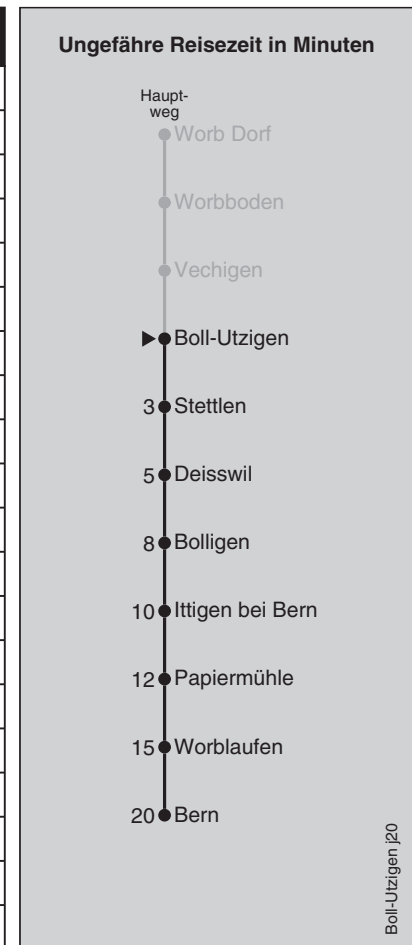 Ungefähre Reisezeit in Minuten
Haupt-
weg
Worb Dorf
Worbboden
Vechigen
Boll-Utzigen
3 Stettlen
5 Deisswil
8 Bolligen
10 Ittigen bei Bern
12 Papiermühle
15 Worblaufen
20 Bern
Boll-Utzigen j20